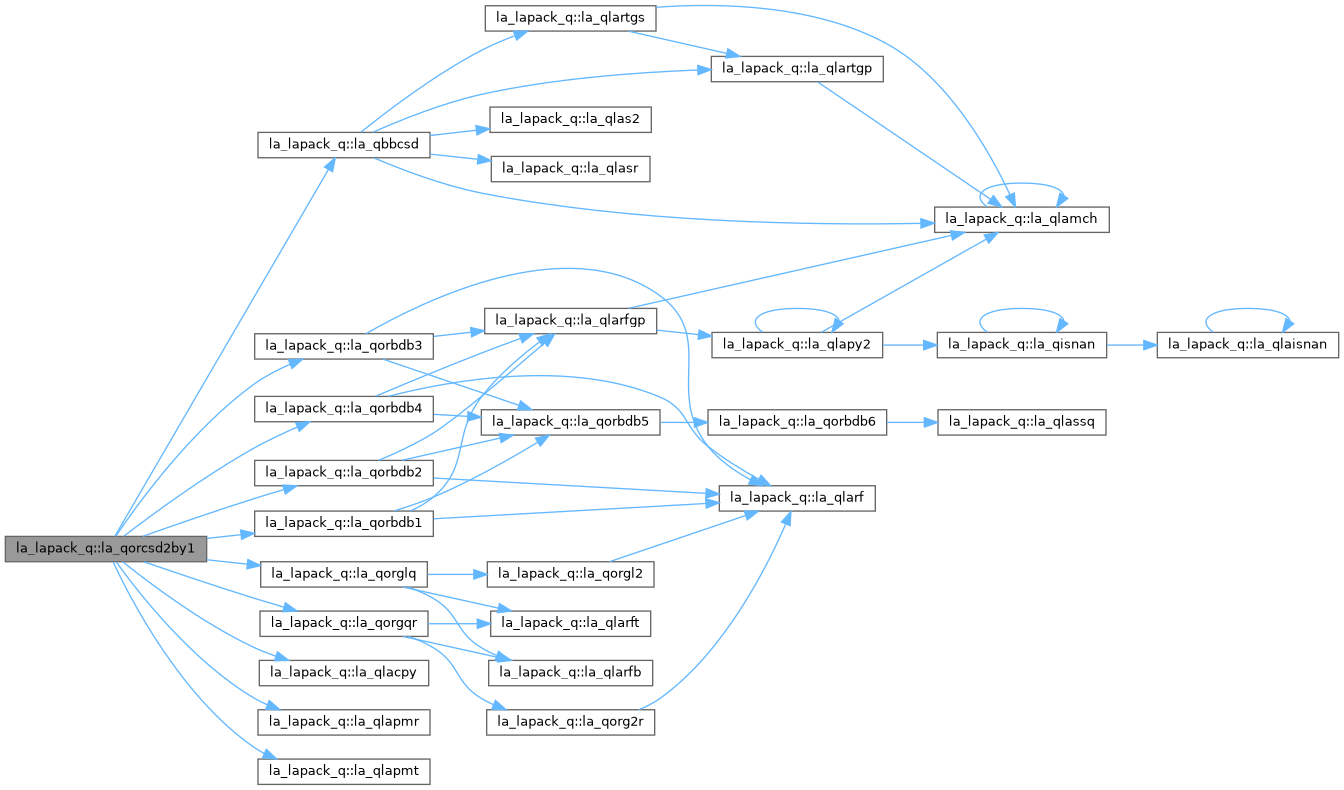 la_lapack_q::la_qlartgs
la_lapack_q::la_qlartgp
la_lapack_q::la_qlas2
la_lapack_q::la_qbbcsd
la_lapack_q::la_qlasr
la_lapack_q::la_qlamch
la_lapack_q::la_qlarfgp
la_lapack_q::la_qorbdb3
la_lapack_q::la_qlapy2
la_lapack_q::la_qisnan
la_lapack_q::la_qlaisnan
la_lapack_q::la_qorbdb4
la_lapack_q::la_qorbdb5
la_lapack_q::la_qorbdb6
la_lapack_q::la_qlassq
la_lapack_q::la_qorbdb2
la_lapack_q::la_qlarf
la_lapack_q::la_qorbdb1
la_lapack_q::la_qorcsd2by1
la_lapack_q::la_qorglq
la_lapack_q::la_qorgl2
la_lapack_q::la_qorgqr
la_lapack_q::la_qlarft
la_lapack_q::la_qlacpy
la_lapack_q::la_qlarfb
la_lapack_q::la_qlapmr
la_lapack_q::la_qorg2r
la_lapack_q::la_qlapmt